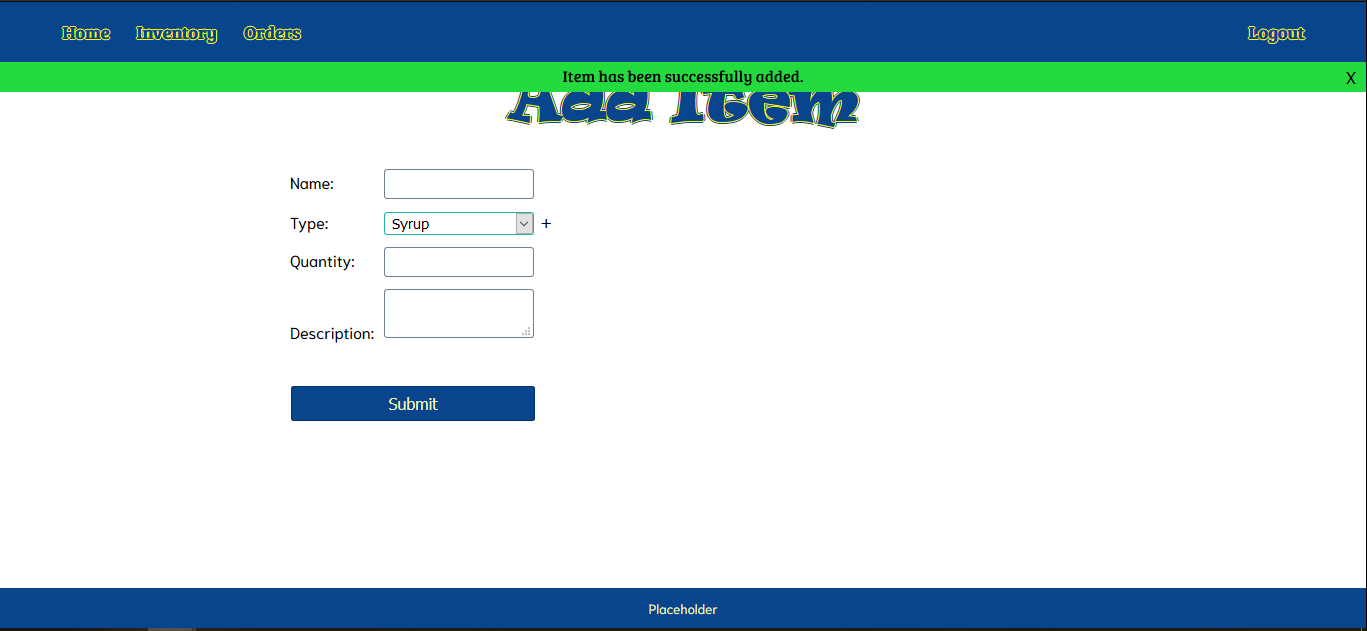 Home Inventory Orders Logout
Item has been successfully added. X
Add Item
Name:
Type: Syrup +
Quantity:
Description:
Submit
Placeholder